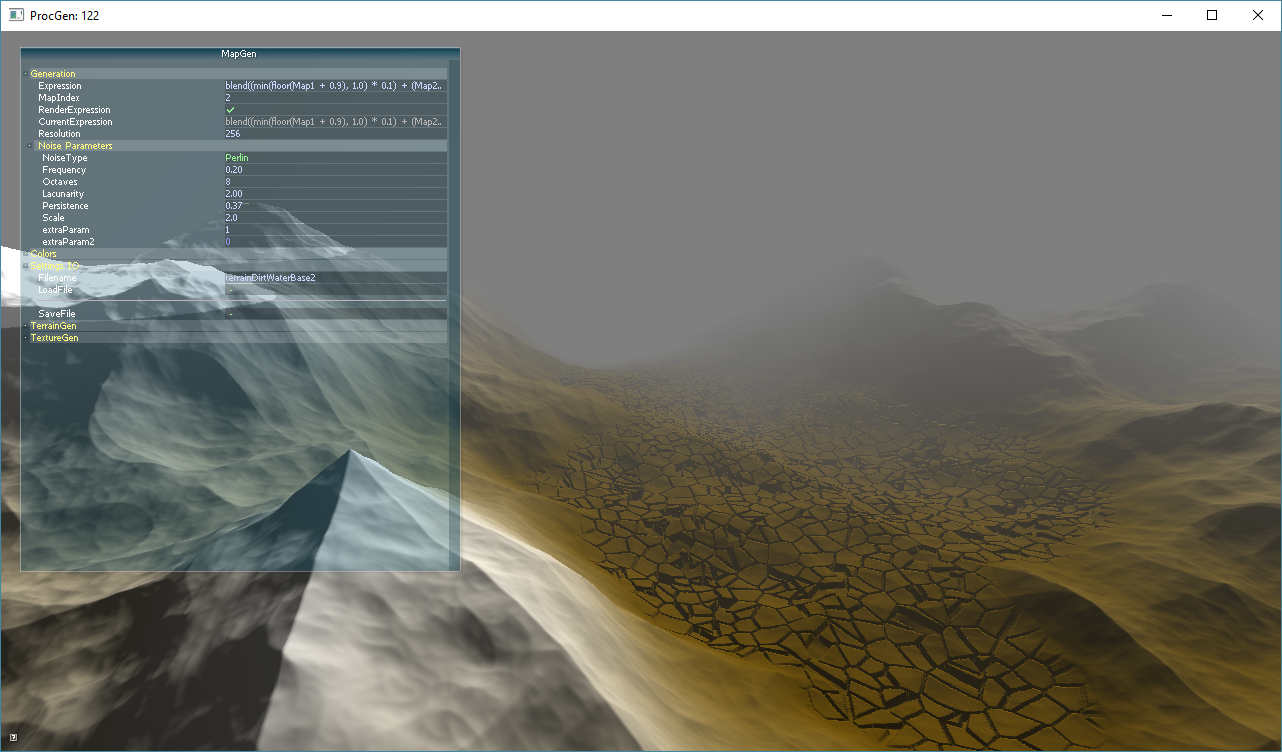 ProcGen: 122
MapGen
Generation
Expression blend((min(floor(Map1 + 0.9), 1.0) * 0.1) + (Map2..
MapIndex 2
RenderExpression
CurrentExpression blend((min(floor(Map1 + 0.9), 1.0) * 0.1) + (Map2..
Resolution 256
Noise Parameters
NoiseType Perlin
Frequency 0.20
Octaves 8
Lacunarity 2.00
Persistence 0.37
Scale 2.0
extraParam 1
extraParam2 0
Colors
Settings IO
Filename terrainDirtWaterBase2
LoadFile -
SaveFile -
TerrainGen
TextureGen
?